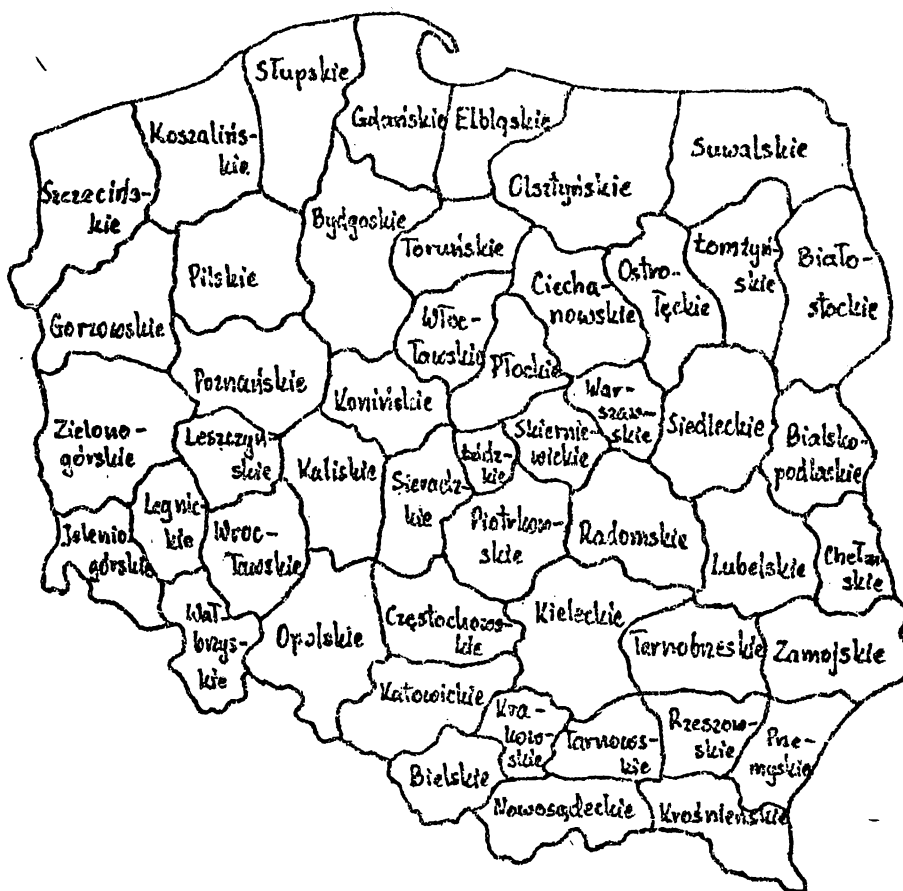 Słupskie
Gdańskie
Elbląskie
Koszalińs-
kie
Suwalskie
Szczecińs-
kie
Olsztyńskie
Bydgoskie
Toruńskie
Łomżyń-
skie
Biało-
stockie
Pilskie
Ciecha-
nowskie
Ostro-
łęckie
Gorzowskie
Włoc-
ławskie
Płockie
Poznańskie
Konińskie
War-
szaw-
skie
Siedleckie
Zielono-
górskie
Leszczyń-
skie
Kaliskie
Sieradz-
kie
Łódz-
kie
Skiernie-
wickie
Bialsko-
podlaskie
Legnic-
kie
Jelenio
górskie
Wroc-
ławskie
Piotrkow-
skie
Radomskie
Lubelskie
Chełm-
skie
Wał
brzys-
kie
Opolskie
Częstochows-
kie
Kieleckie
Tarnobrzeskie
Zamojskie
Katowickie
Kra-
kow-
skie
Tarnows-
kie
Rzeszow-
skie
Prze-
myskie
Bielskie
Nowosądeckie
Krośnieńskie